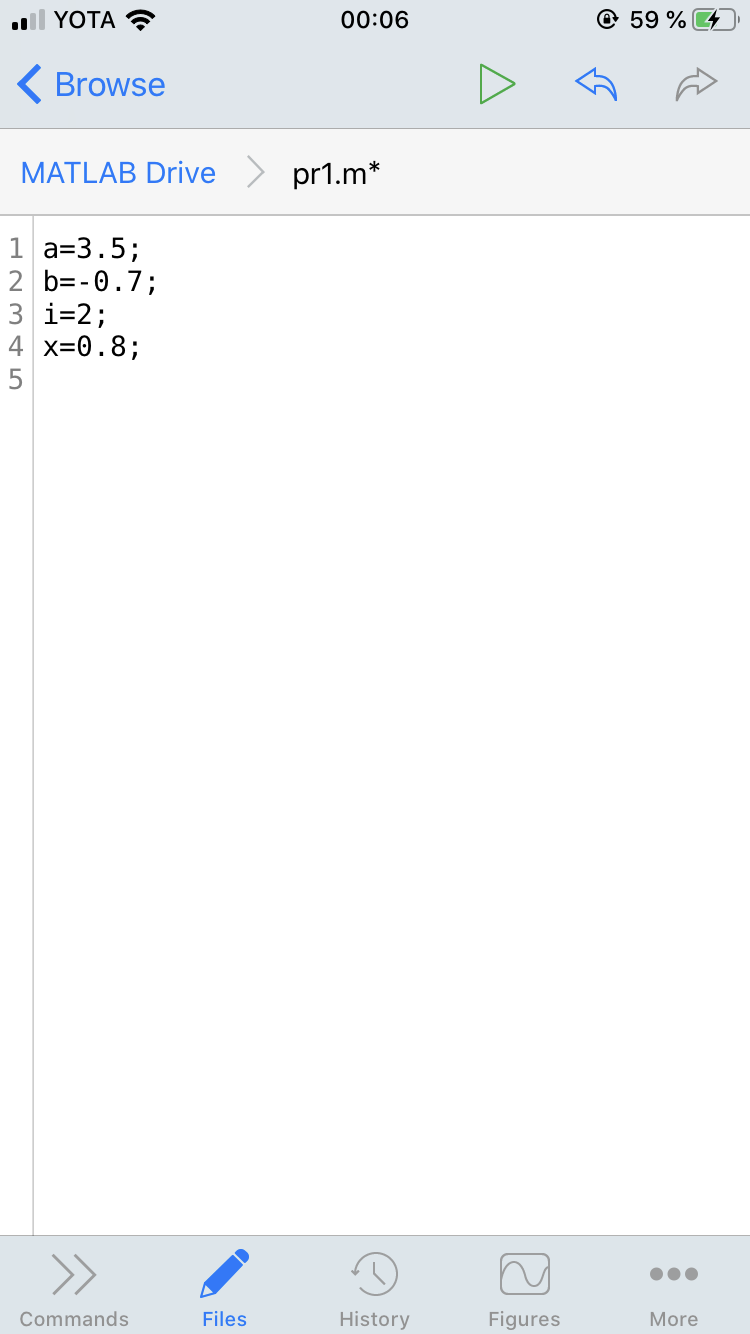 YOTA 00:06 59 %
Browse
MATLAB Drive pr1.m*
1 a=3.5;
2 b=-0.7;
3 i=2;
4 x=0.8;
5
Commands Files History Figures More